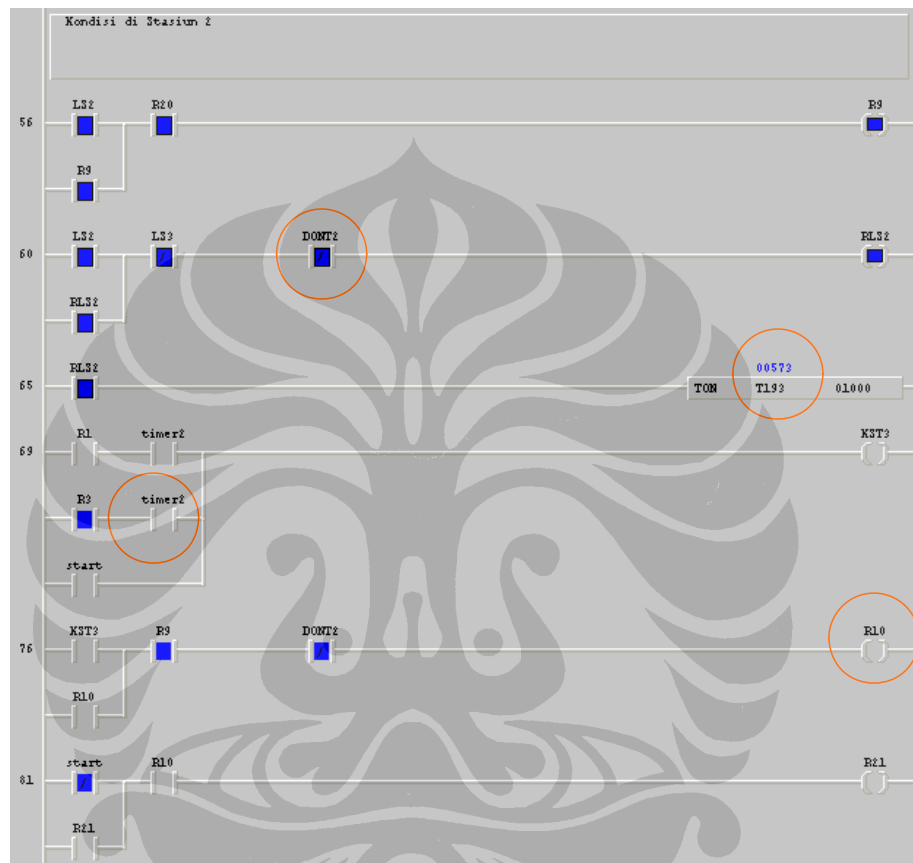 Kondisi di Stasiun 2
LS2 R20 R9
56
R9
LS2 LS3 DONT2 RLS2
60
RLS2
RLS2 00573
65 TON T193 01000
R1 timer2 KST3
69
R3 timer2
start
KST3 R9 DONT2 R10
76
R10
start R10 R21
81
R21